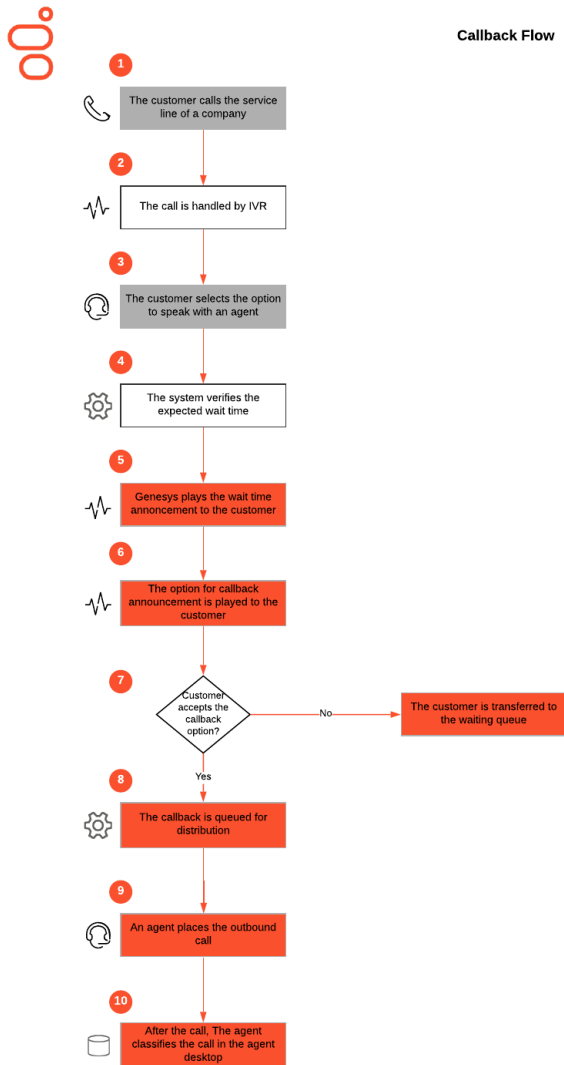 Callback Flow
1
The customer calls the service
line of a company
2
The call is handled by IVR
3
The customer selects the option
to speak with an agent
4
The system verifies the
expected wait time
5
Genesys plays the wait time
annoncement to the customer
6
The option for callback
announcement is played to the
customer
7
Customer
accepts the
callback
option?
No
The customer is transferred to
the waiting queue
Yes
8
The callback is queued for
distribution
9
An agent places the outbound
call
10
After the call, The agent
classifies the call in the agent
desktop